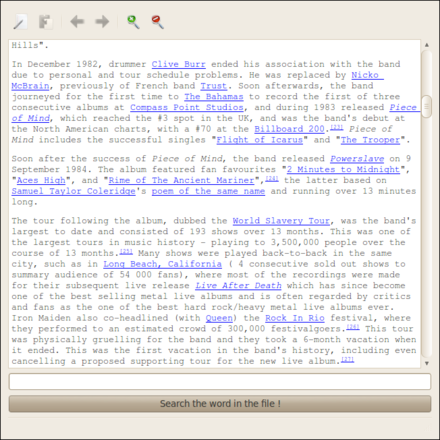 Hills".
In December 1982, drummer Clive Burr ended his association with the band
due to personal and tour schedule problems. He was replaced by Nicko
McBrain, previously of French band Trust. Soon afterwards, the band
journeyed for the first time to The Bahamas to record the first of three
consecutive albums at Compass Point Studios, and during 1983 released Piece
of Mind, which reached the #3 spot in the UK, and was the band's debut at
the North American charts, with a #70 at the Billboard 200.[23] Piece of
Mind includes the successful singles "Flight of Icarus" and "The Trooper".
Soon after the success of Piece of Mind, the band released Powerslave on 9
September 1984. The album featured fan favourites "2 Minutes to Midnight",
"Aces High", and "Rime of The Ancient Mariner",[24] the latter based on
Samuel Taylor Coleridge's poem of the same name and running over 13 minutes
long.
The tour following the album, dubbed the World Slavery Tour, was the band's
largest to date and consisted of 193 shows over 13 months. This was one of
the largest tours in music history - playing to 3,500,000 people over the
course of 13 months.[25] Many shows were played back-to-back in the same
city, such as in Long Beach, California ( 4 consecutive sold out shows to
summary audience of 54 000 fans), where most of the recordings were made
for their subsequent live release Live After Death which has since become
one of the best selling metal live albums and is often regarded by critics
and fans as the one of the best hard rock/heavy metal live albums ever.
Iron Maiden also co-headlined (with Queen) the Rock In Rio festival, where
they performed to an estimated crowd of 300,000 festivalgoers.[26] This tour
was physically gruelling for the band and they took a 6-month vacation when
it ended. This was the first vacation in the band's history, including even
cancelling a proposed supporting tour for the new live album.[27]
Search the word in the file !